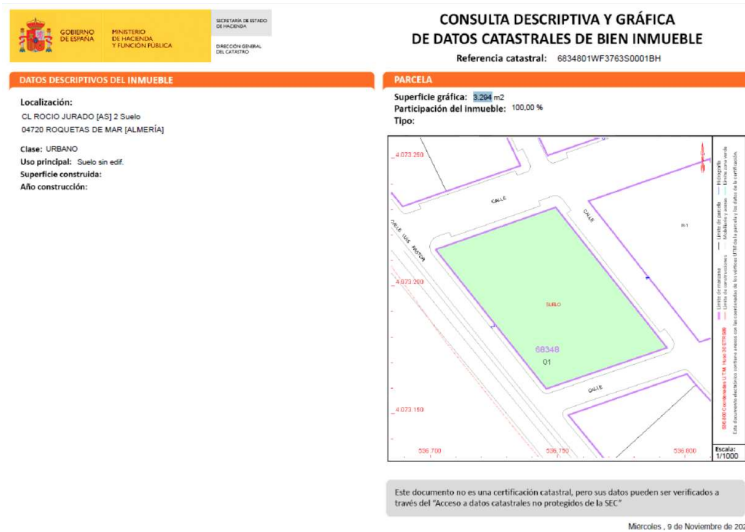 GOBIERNO
DE ESPAÑA
MINISTERIO
DE HACIENDA
Y FUNCIÓN PÚBLICA
SECRETARÍA DE ESTADO
DE HACIENDA
DIRECCIÓN GENERAL
DEL CATASTRO
CONSULTA DESCRIPTIVA Y GRÁFICA
DE DATOS CATASTRALES DE BIEN INMUEBLE
Referencia catastral: 6834801WF3763S0001BH
DATOS DESCRIPTIVOS DEL INMUEBLE
Localización:
CL ROCIO JURADO [AS] 2 Suelo
04720 ROQUETAS DE MAR [ALMERÍA]
Clase: URBANO
Uso principal: Suelo sin edif.
Superficie construida:
Año construcción:
PARCELA
Superficie gráfica: 3.294 m2
Participación del inmueble: 100,00 %
Tipo:
CALLE
CALLE
SUELO
68348
01
CALLE
4.073.200
4.073.150
536.700
536.750
536.800
Escala:
1/1000
Este documento no es una certificación catastral, pero sus datos pueden ser verificados a
través del "Acceso a datos catastrales no protegidos de la SEC"
Miércoles , 9 de Noviembre de 202